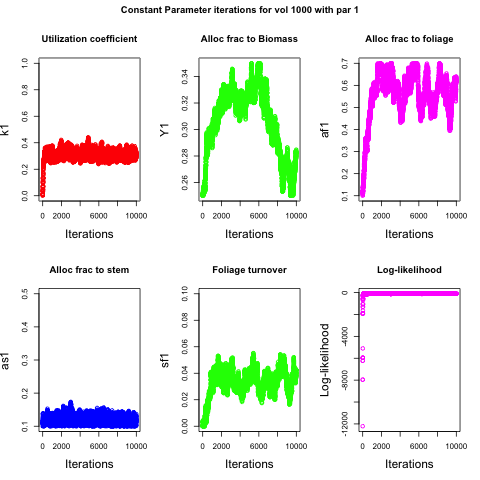 Constant Parameter iterations for vol 1000 with par 1
Utilization coefficient
k1
0.0 0.2 0.4 0.6 0.8 1.0
0 2000 6000 10000
Iterations
Alloc frac to Biomass
Y1
0.26 0.28 0.30 0.32 0.34
0 2000 6000 10000
Iterations
Alloc frac to foliage
af1
0.1 0.2 0.3 0.4 0.5 0.6 0.7
0 2000 6000 10000
Iterations
Alloc frac to stem
as1
0.1 0.2 0.3 0.4 0.5
0 2000 6000 10000
Iterations
Foliage turnover
sf1
0.00 0.02 0.04 0.06 0.08 0.10
0 2000 6000 10000
Iterations
Log-likelihood
Log-likelihood
-12000 -8000 -4000 0
0 2000 6000 10000
Iterations